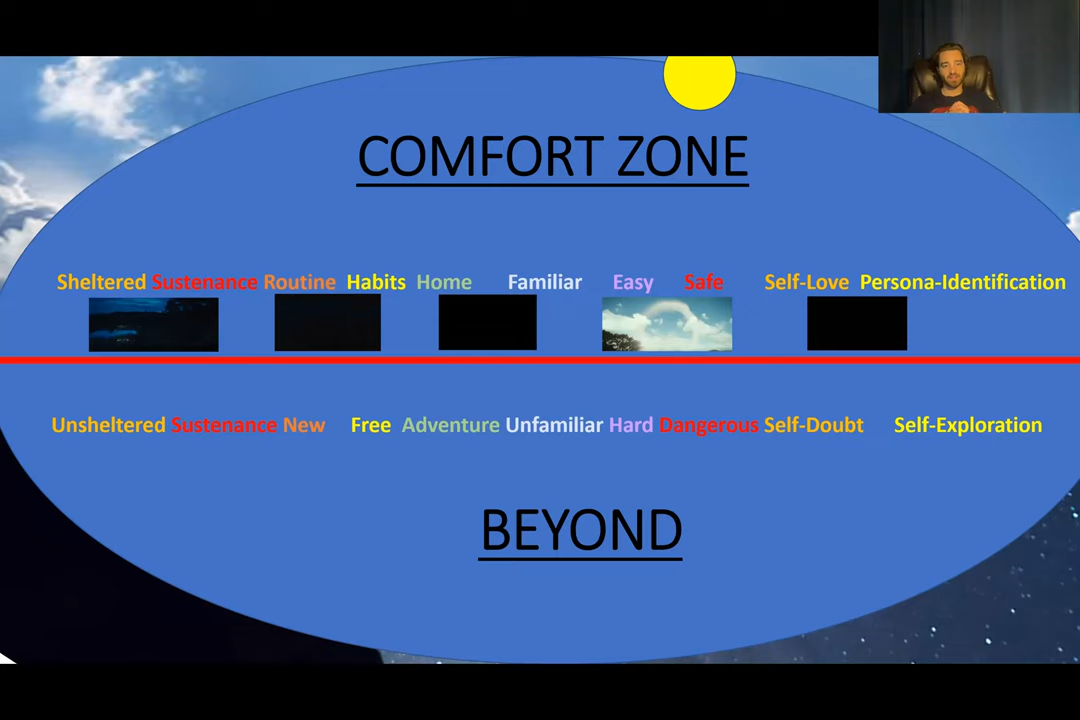 COMFORT ZONE
Sheltered Sustenance Routine Habits Home Familiar Easy Safe Self-Love Persona-Identification
Unsheltered Sustenance New Free Adventure Unfamiliar Hard Dangerous Self-Doubt Self-Exploration
BEYOND